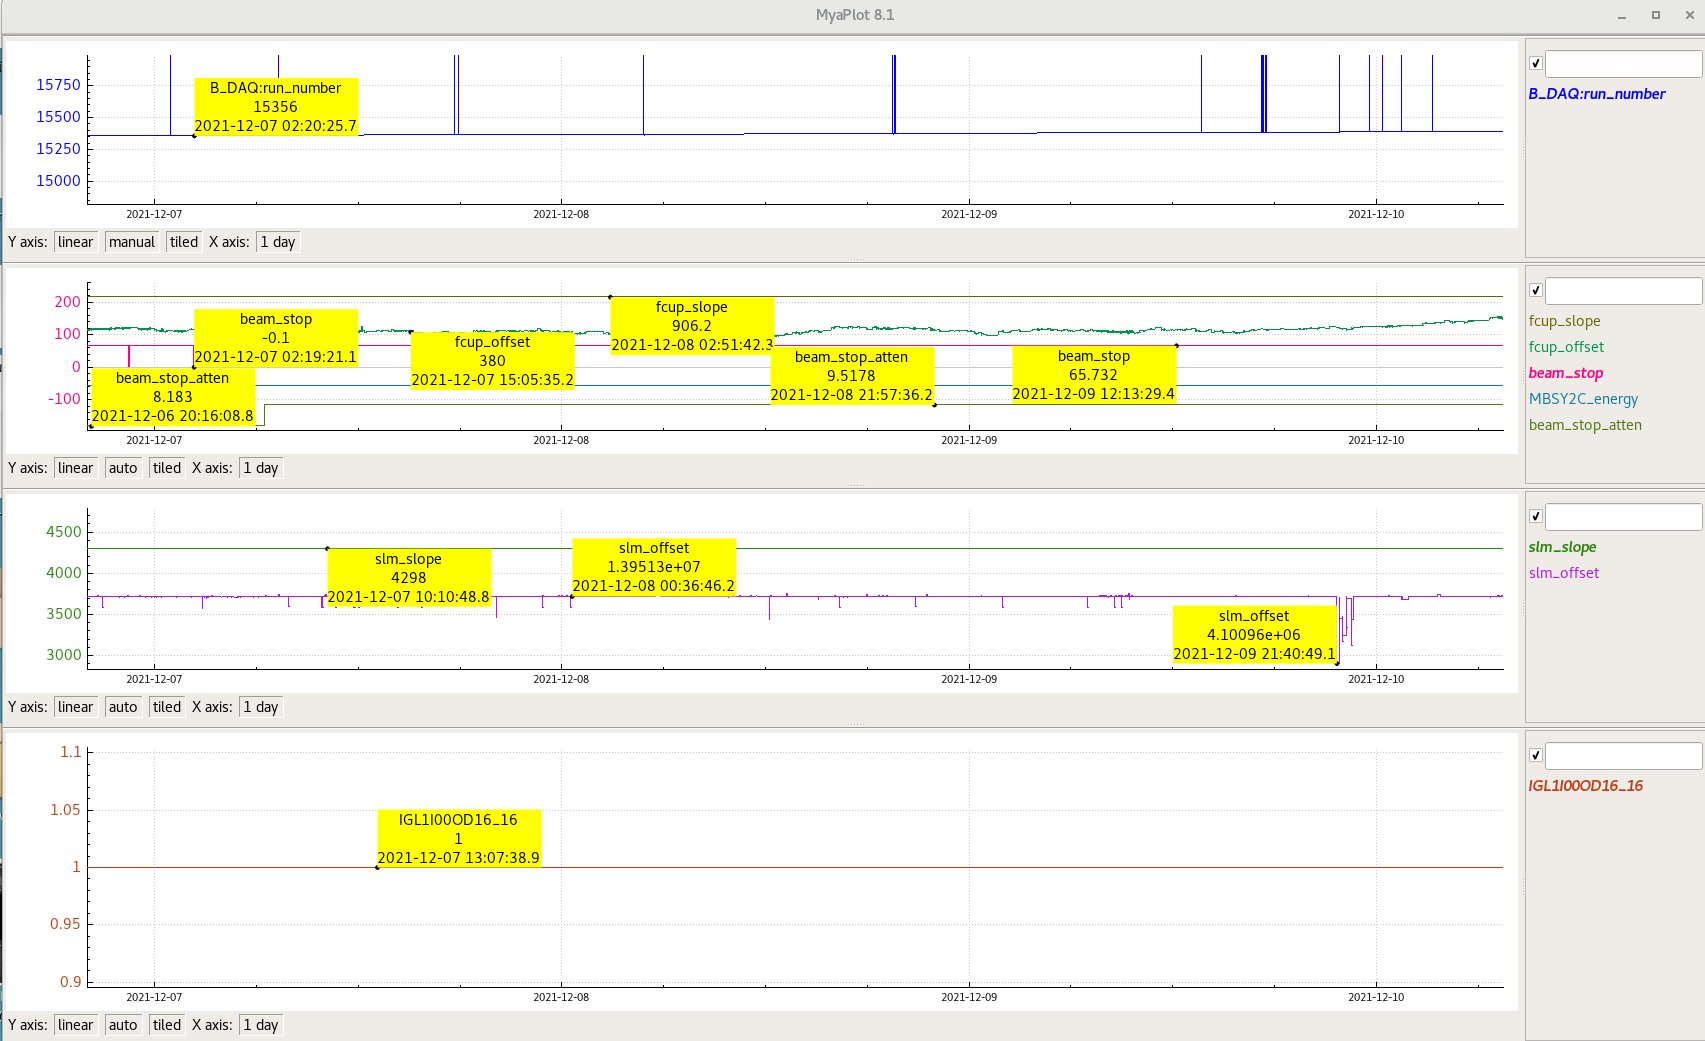 MyaPlot 8.1
15750
15500
15250
15000
B_DAQ:run_number
15356
2021-12-07 02:20:25.7
2021-12-07
2021-12-08
2021-12-09
2021-12-10
Y axis: linear manual tiled X axis: 1 day
B_DAQ:run_number
200
100
0
-100
beam_stop
-0.1
2021-12-07 02:19:21.1
fcup_slope
906.2
2021-12-08 02:51:42.3
fcup_offset
380
2021-12-07 15:05:35.2
beam_stop_atten
9.5178
2021-12-08 21:57:36.2
beam_stop
65.732
2021-12-09 12:13:29.4
beam_stop_atten
8.183
2021-12-06 20:16:08.8
2021-12-07
2021-12-08
2021-12-09
2021-12-10
Y axis: linear auto tiled X axis: 1 day
fcup_slope
fcup_offset
beam_stop
MBSY2C_energy
beam_stop_atten
4500
4000
3500
3000
slm_slope
4298
2021-12-07 10:10:48.8
slm_offset
1.39513e+07
2021-12-08 00:36:46.2
slm_offset
4.10096e+06
2021-12-09 21:40:49.1
2021-12-07
2021-12-08
2021-12-09
2021-12-10
Y axis: linear auto tiled X axis: 1 day
slm_slope
slm_offset
1.1
1.05
1
0.95
0.9
IGL1I00OD16_16
1
2021-12-07 13:07:38.9
2021-12-07
2021-12-08
2021-12-09
2021-12-10
Y axis: linear auto tiled X axis: 1 day
IGL1I00OD16_16